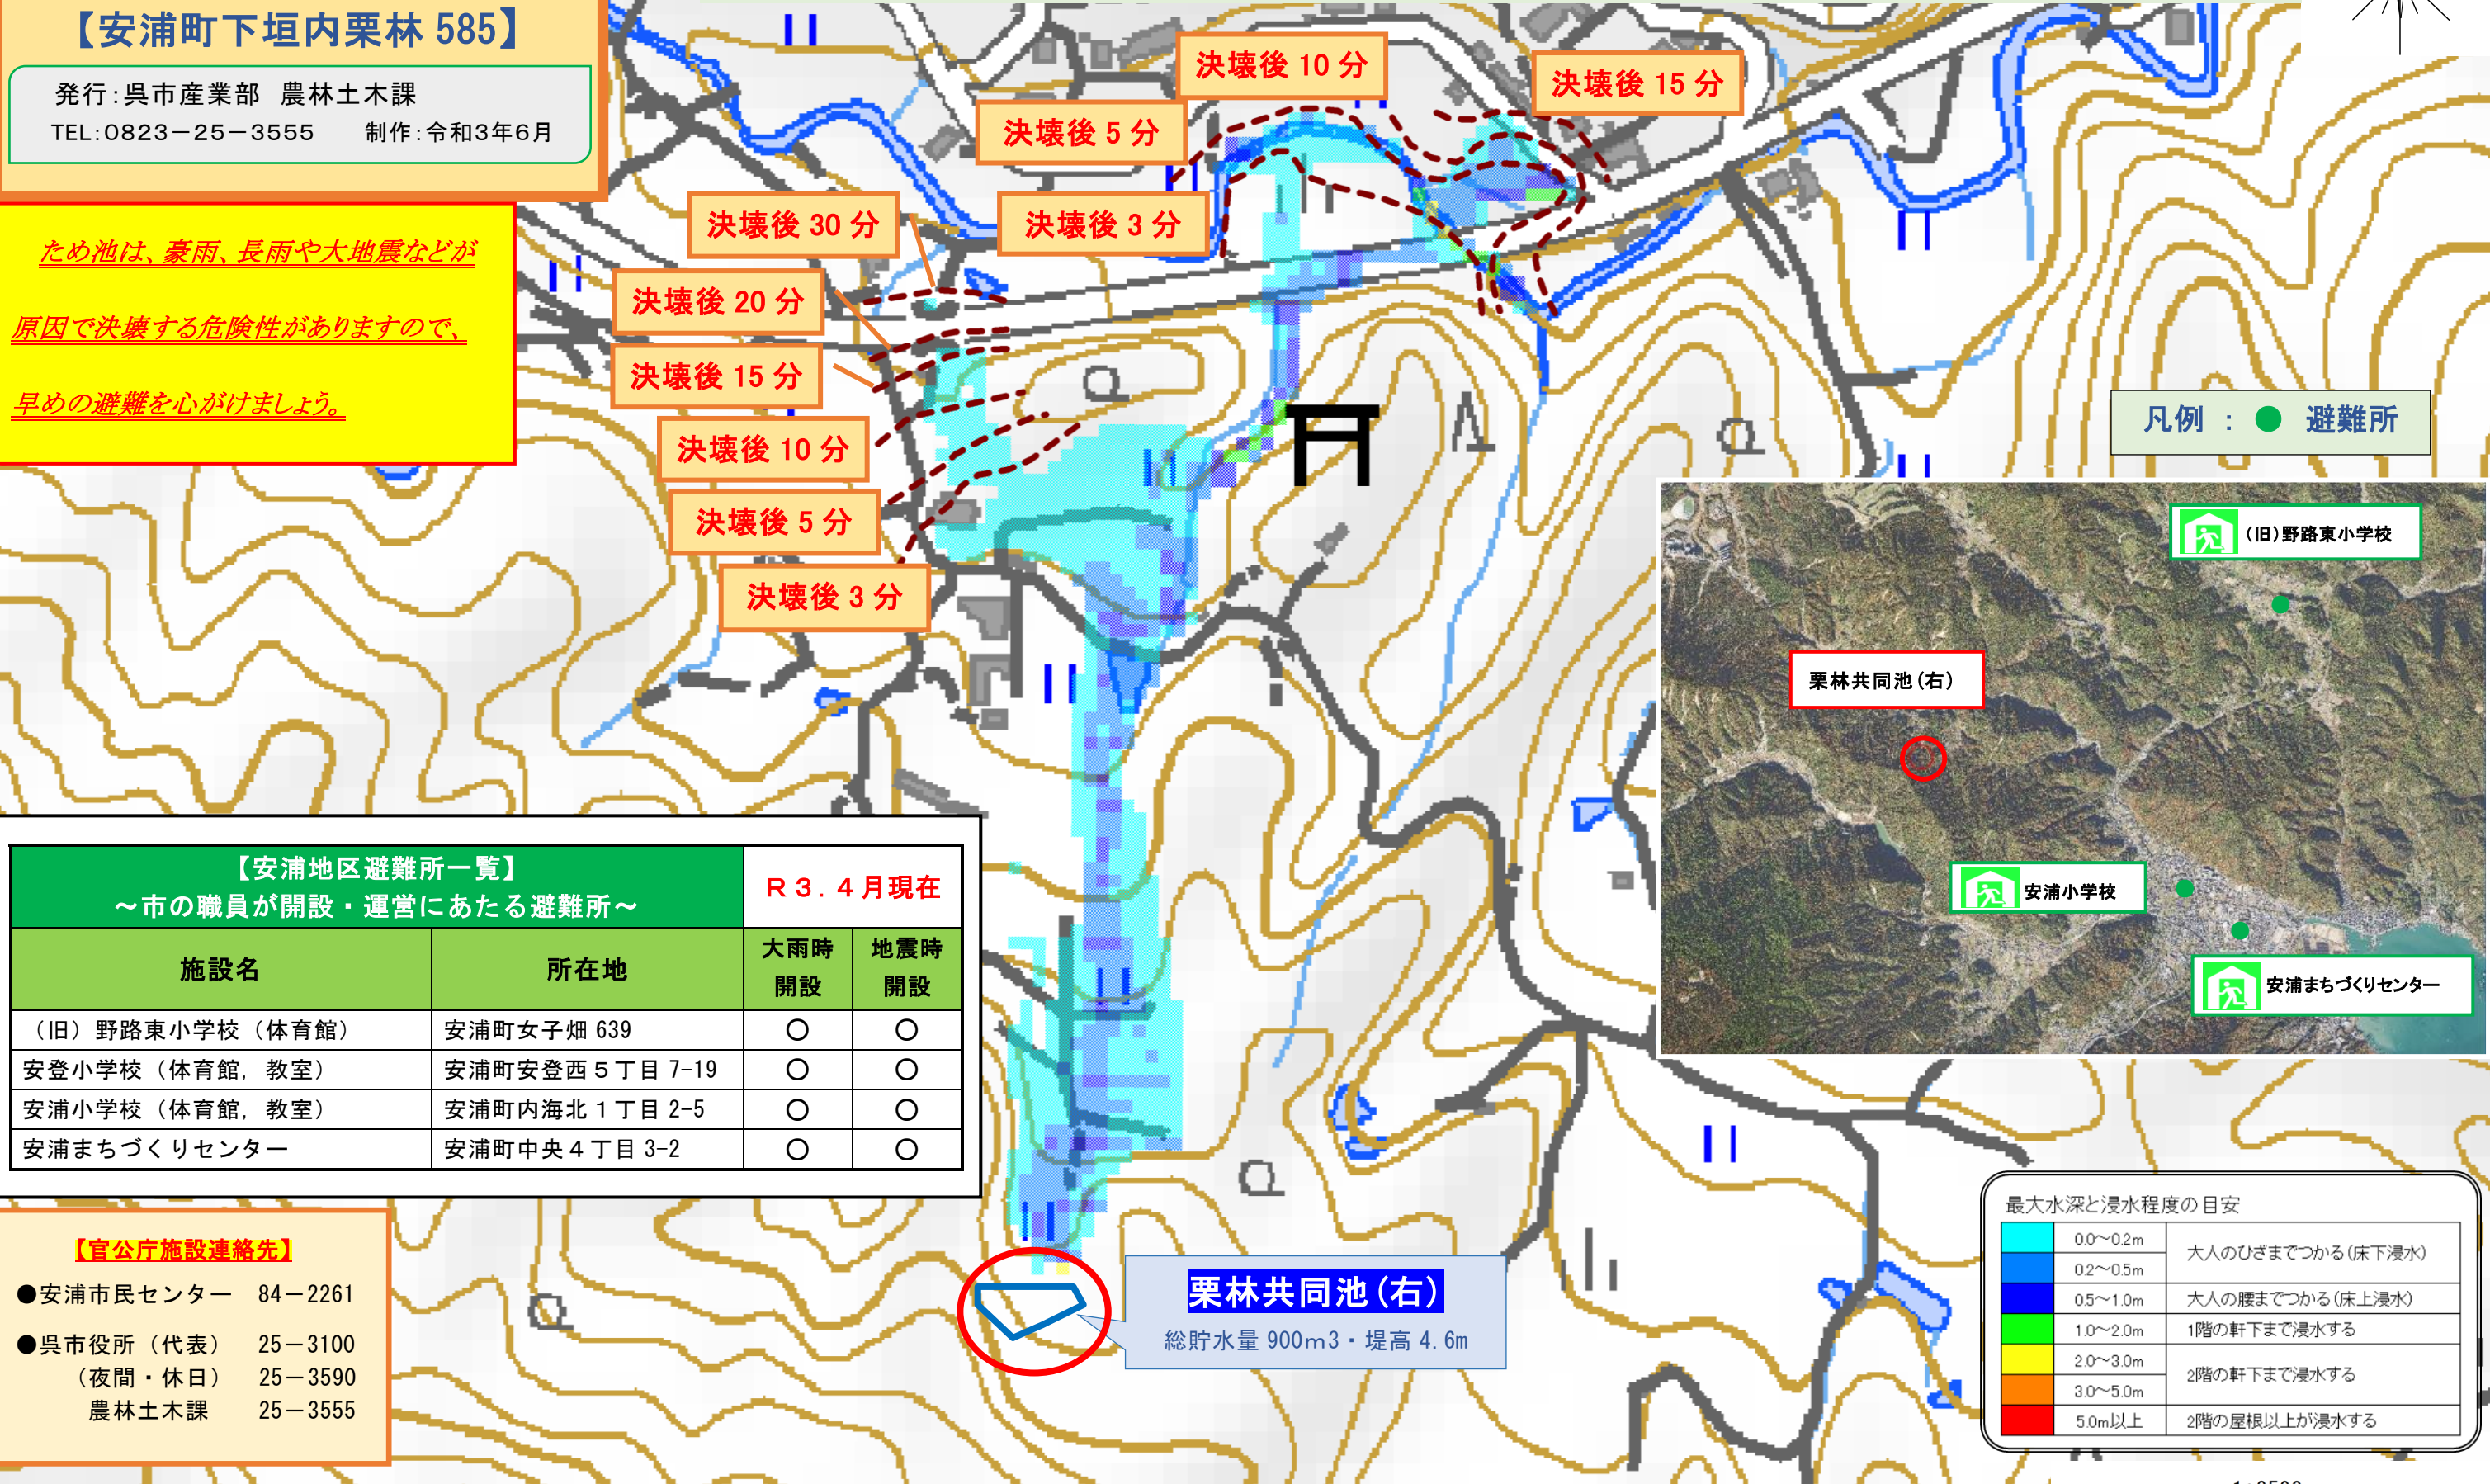 【安浦町下垣内栗林 585】
発行:呉市産業部 農林土木課
TEL:0823-25-3555 制作:令和3年6月
ため池は、豪雨、長雨や大地震などが
原因で決壊する危険性がありますので、
早めの避難を心がけましょう。
決壊後 10 分
決壊後 15 分
決壊後 5 分
決壊後 3 分
決壊後 30 分
決壊後 20 分
決壊後 15 分
決壊後 10 分
決壊後 5 分
決壊後 3 分
凡例 : ● 避難所
(旧)野路東小学校
栗林共同池(右)
安浦小学校
安浦まちづくりセンター
【安浦地区避難所一覧】
~市の職員が開設・運営にあたる避難所~
R3.4月現在
施設名 所在地 大雨時開設 地震時開設
(旧)野路東小学校(体育館) 安浦町女子畑 639 ○ ○
安登小学校(体育館,教室) 安浦町安登西5丁目 7-19 ○ ○
安浦小学校(体育館,教室) 安浦町内海北1丁目 2-5 ○ ○
安浦まちづくりセンター 安浦町中央4丁目 3-2 ○ ○
【官公庁施設連絡先】
●安浦市民センター 84-2261
●呉市役所(代表) 25-3100
(夜間・休日) 25-3590
農林土木課 25-3555
栗林共同池(右)
総貯水量 900m3・堤高 4.6m
最大水深と浸水程度の目安
0.0~0.2m 大人のひざまでつかる(床下浸水)
0.2~0.5m
0.5~1.0m 大人の腰までつかる(床上浸水)
1.0~2.0m 1階の軒下まで浸水する
2.0~3.0m 2階の軒下まで浸水する
3.0~5.0m
5.0m以上 2階の屋根以上が浸水する